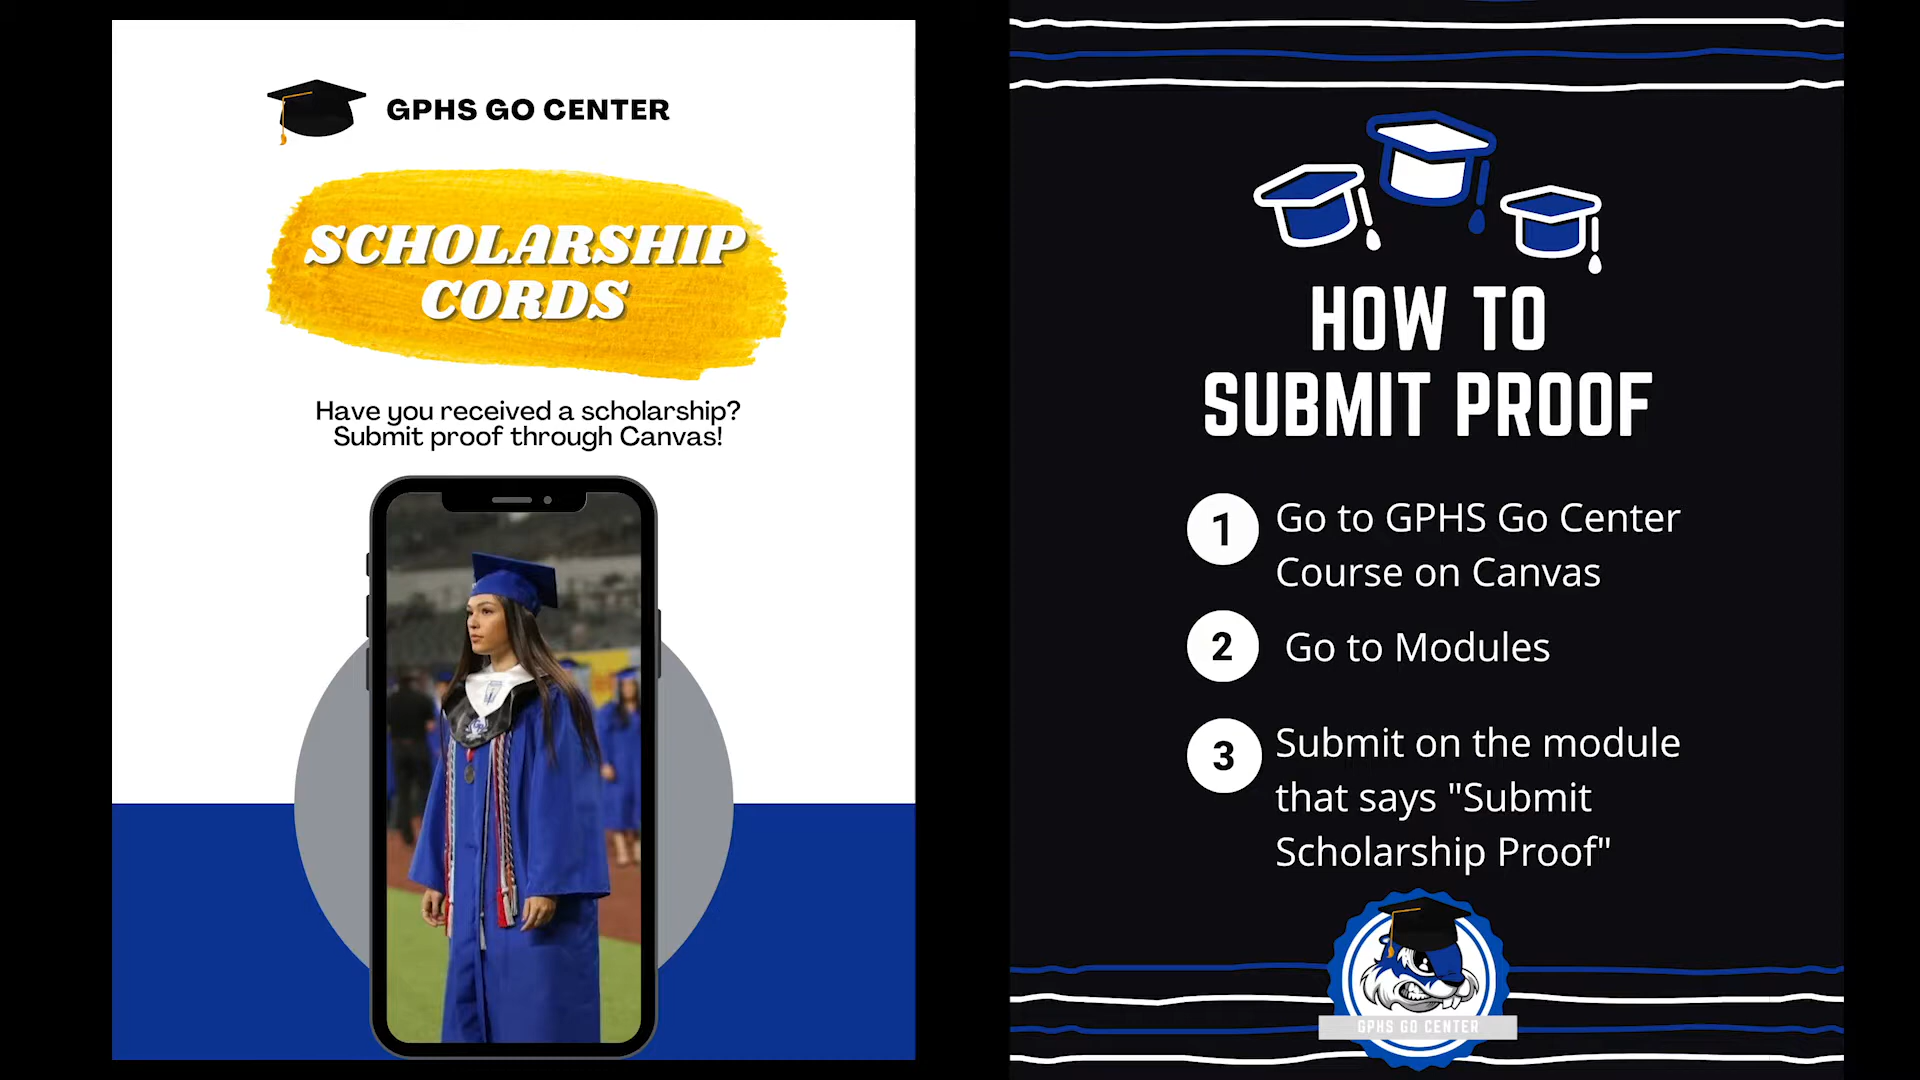 GPHS GO CENTER
SCHOLARSHIP
CORDS
Have you received a scholarship?
Submit proof through Canvas!
HOW TO
SUBMIT PROOF
1 Go to GPHS Go Center
Course on Canvas
2 Go to Modules
3 Submit on the module
that says "Submit
Scholarship Proof"
GPHS GO CENTER